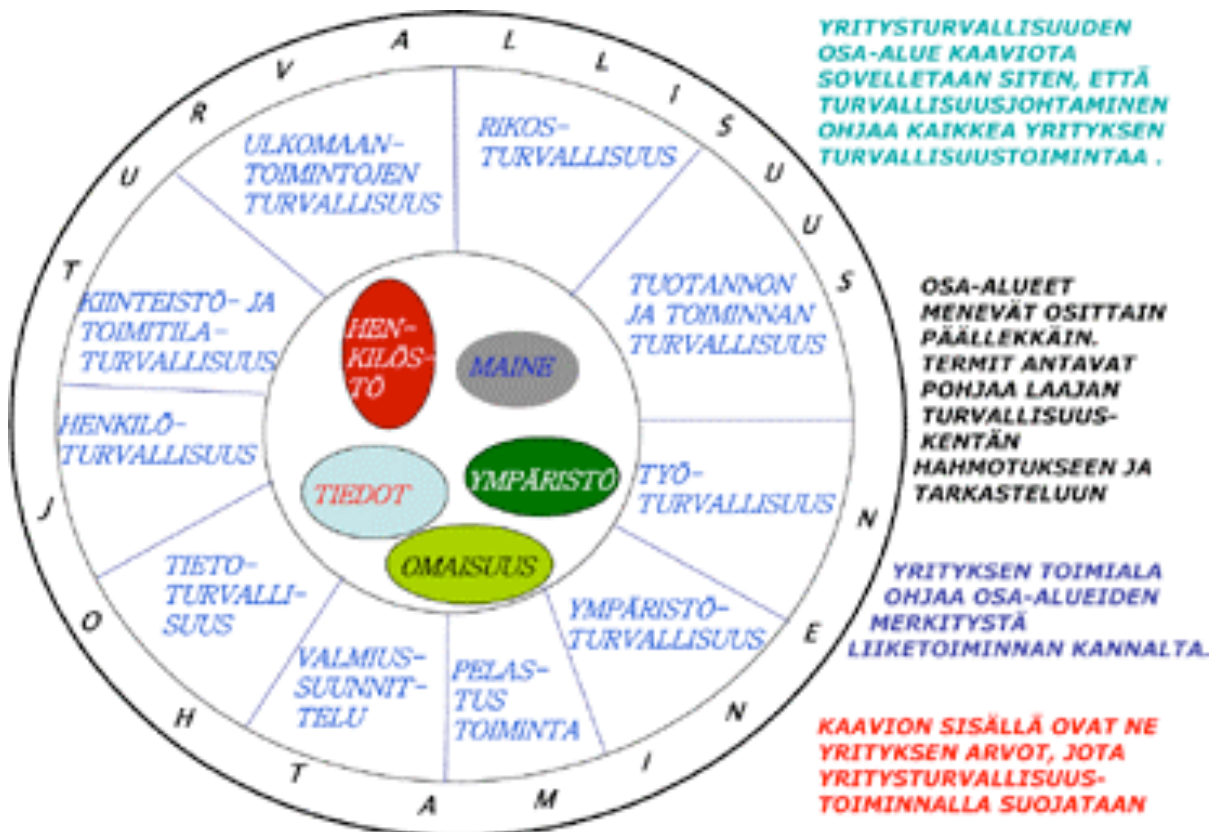 TURVALLISUUS
JOHTAMINEN
ULKOMAAN-
TOIMINTOJEN
TURVALLISUUS
RIKOS-
TURVALLISUUS
TUOTANNON
JA TOIMINNAN
TURVALLISUUS
TYÖ-
TURVALLISUUS
YMPÄRISTÖ-
TURVALLISUUS
PELAS-
TUS
TOIMINTA
VALMIUS-
SUUNNIT-
TELU
TIETO-
TURVALLI-
SUUS
HENKILÖ-
TURVALLISUUS
KIINTEISTÖ- JA
TOIMITILA-
TURVALLISUUS
HEN-
KILÖS-
TÖ
MAINE
TIEDOT
YMPÄRISTÖ
OMAISUUS
YRITYSTURVALLISUUDEN
OSA-ALUE KAAVIOTA
SOVELLETAAN SITEN, ETTÄ
TURVALLISUUSJOHTAMINEN
OHJAA KAIKKEA YRITYKSEN
TURVALLISUUSTOIMINTAA .
OSA-ALUEET
MENEVÄT OSITTAIN
PÄÄLLEKKÄIN.
TERMIT ANTAVAT
POHJAA LAAJAN
TURVALLISUUS-
KENTÄN
HAHMOTUKSEEN JA
TARKASTELUUN
YRITYKSEN TOIMIALA
OHJAA OSA-ALUEIDEN
MERKITYSTÄ
LIIKETOIMINNAN KANNALTA.
KAAVION SISÄLLÄ OVAT NE
YRITYKSEN ARVOT, JOTA
YRITYSTURVALLISUUS-
TOIMINNALLA SUOJATAAN